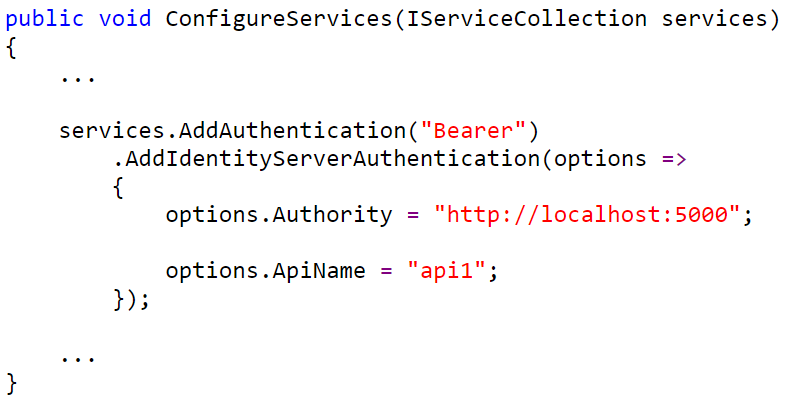 public void ConfigureServices(IServiceCollection services)
{
    ...
    services.AddAuthentication("Bearer")
        .AddIdentityServerAuthentication(options =>
        {
            options.Authority = "http://localhost:5000";
            options.ApiName = "api1";
        });
    ...
}